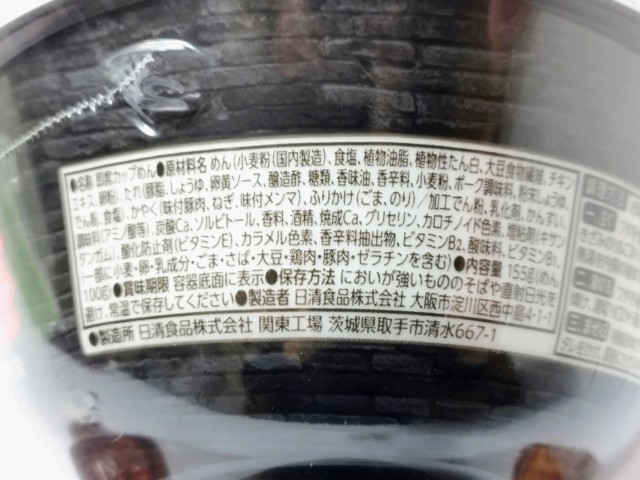 ●名称 即席カップめん●原材料名 めん(小麦粉(国内製造)、食塩、植物油脂、植物性たん白、大豆食物繊維、チキン
エキス、卵粉)、たれ(豚脂、しょうゆ、卵黄ソース、醸造酢、糖類、香味油、香辛料、小麦粉、ポーク調味料、粉末しょうゆ、
でん粉、食塩)、かやく(味付豚肉、ねぎ、味付メンマ)、ふりかけ(ごま、のり)/加工でん粉、乳化剤、かんすい、
調味料(アミノ酸等)、炭酸Ca、ソルビトール、香料、酒精、焼成Ca、グリセリン、カロチノイド色素、増粘剤(キサン
タンガム)、酸化防止剤(ビタミンE)、カラメル色素、香辛料抽出物、ビタミンB2、酸味料、ビタミンB1、
(一部に小麦・卵・乳成分・ごま・さば・大豆・鶏肉・豚肉・ゼラチンを含む)●内容量 155g(めん
100g)●賞味期限 容器底面に表示●保存方法 においが強いもののそばや直射日光を
避け、常温で保存してください●製造者 日清食品株式会社 大阪市淀川区西中島4-1-1
●製造所 日清食品株式会社 関東工場 茨城県取手市清水667-1